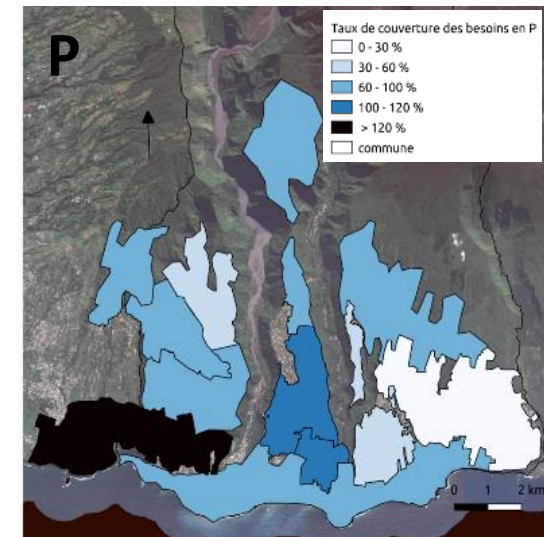 P
Taux de couverture des besoins en P
0 - 30 %
30 - 60 %
60 - 100 %
100 - 120 %
> 120 %
commune
0 1 2 km